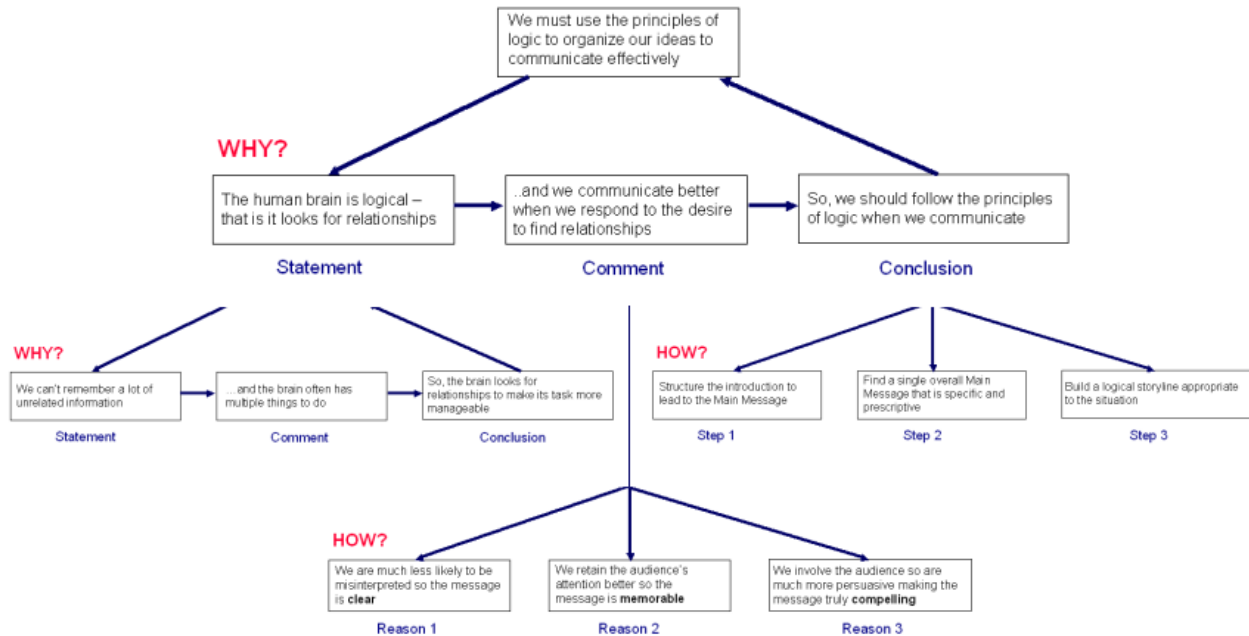 We must use the principles of
logic to organize our ideas to
communicate effectively
WHY?
The human brain is logical –
that is it looks for relationships
..and we communicate better
when we respond to the desire
to find relationships
So, we should follow the principles
of logic when we communicate
Statement
Comment
Conclusion
WHY?
We can't remember a lot of
unrelated information
...and the brain often has
multiple things to do
So, the brain looks for
relationships to make its task more
manageable
Statement
Comment
Conclusion
HOW?
Structure the introduction to
lead to the Main Message
Find a single overall Main
Message that is specific and
prescriptive
Build a logical storyline appropriate
to the situation
Step 1
Step 2
Step 3
HOW?
We are much less likely to be
misinterpreted so the message
is clear
We retain the audience's
attention better so the
message is memorable
We involve the audience so are
much more persuasive making the
message truly compelling
Reason 1
Reason 2
Reason 3